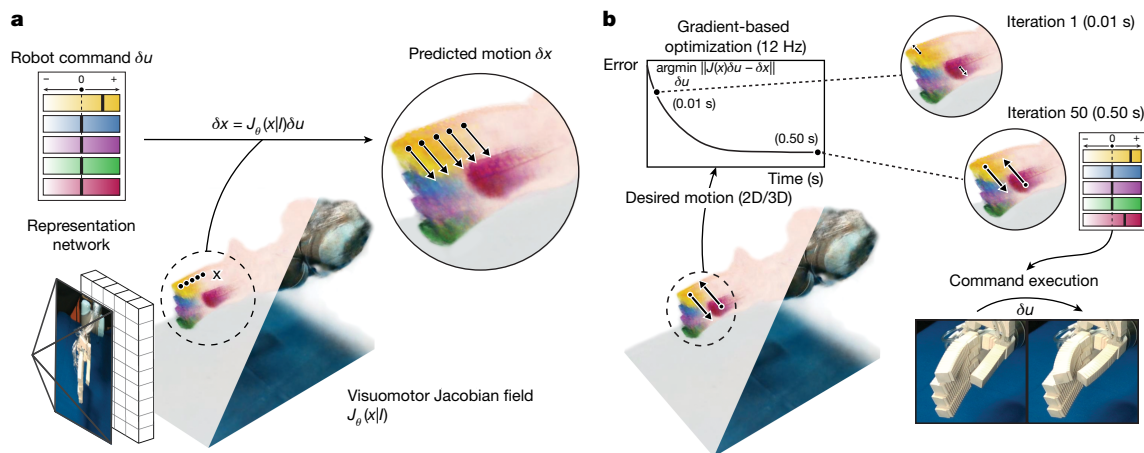 a
Robot command δu
− 0 +
Predicted motion δx
δx = Jθ(x|I)δu
Representation
network
x
Visuomotor Jacobian field
Jθ(x|I)
b
Gradient-based
optimization (12 Hz)
Error
argmin ||J(x)δu − δx||
δu
(0.01 s)
(0.50 s)
Time (s)
Desired motion (2D/3D)
Iteration 1 (0.01 s)
Iteration 50 (0.50 s)
− 0 +
Command execution
δu